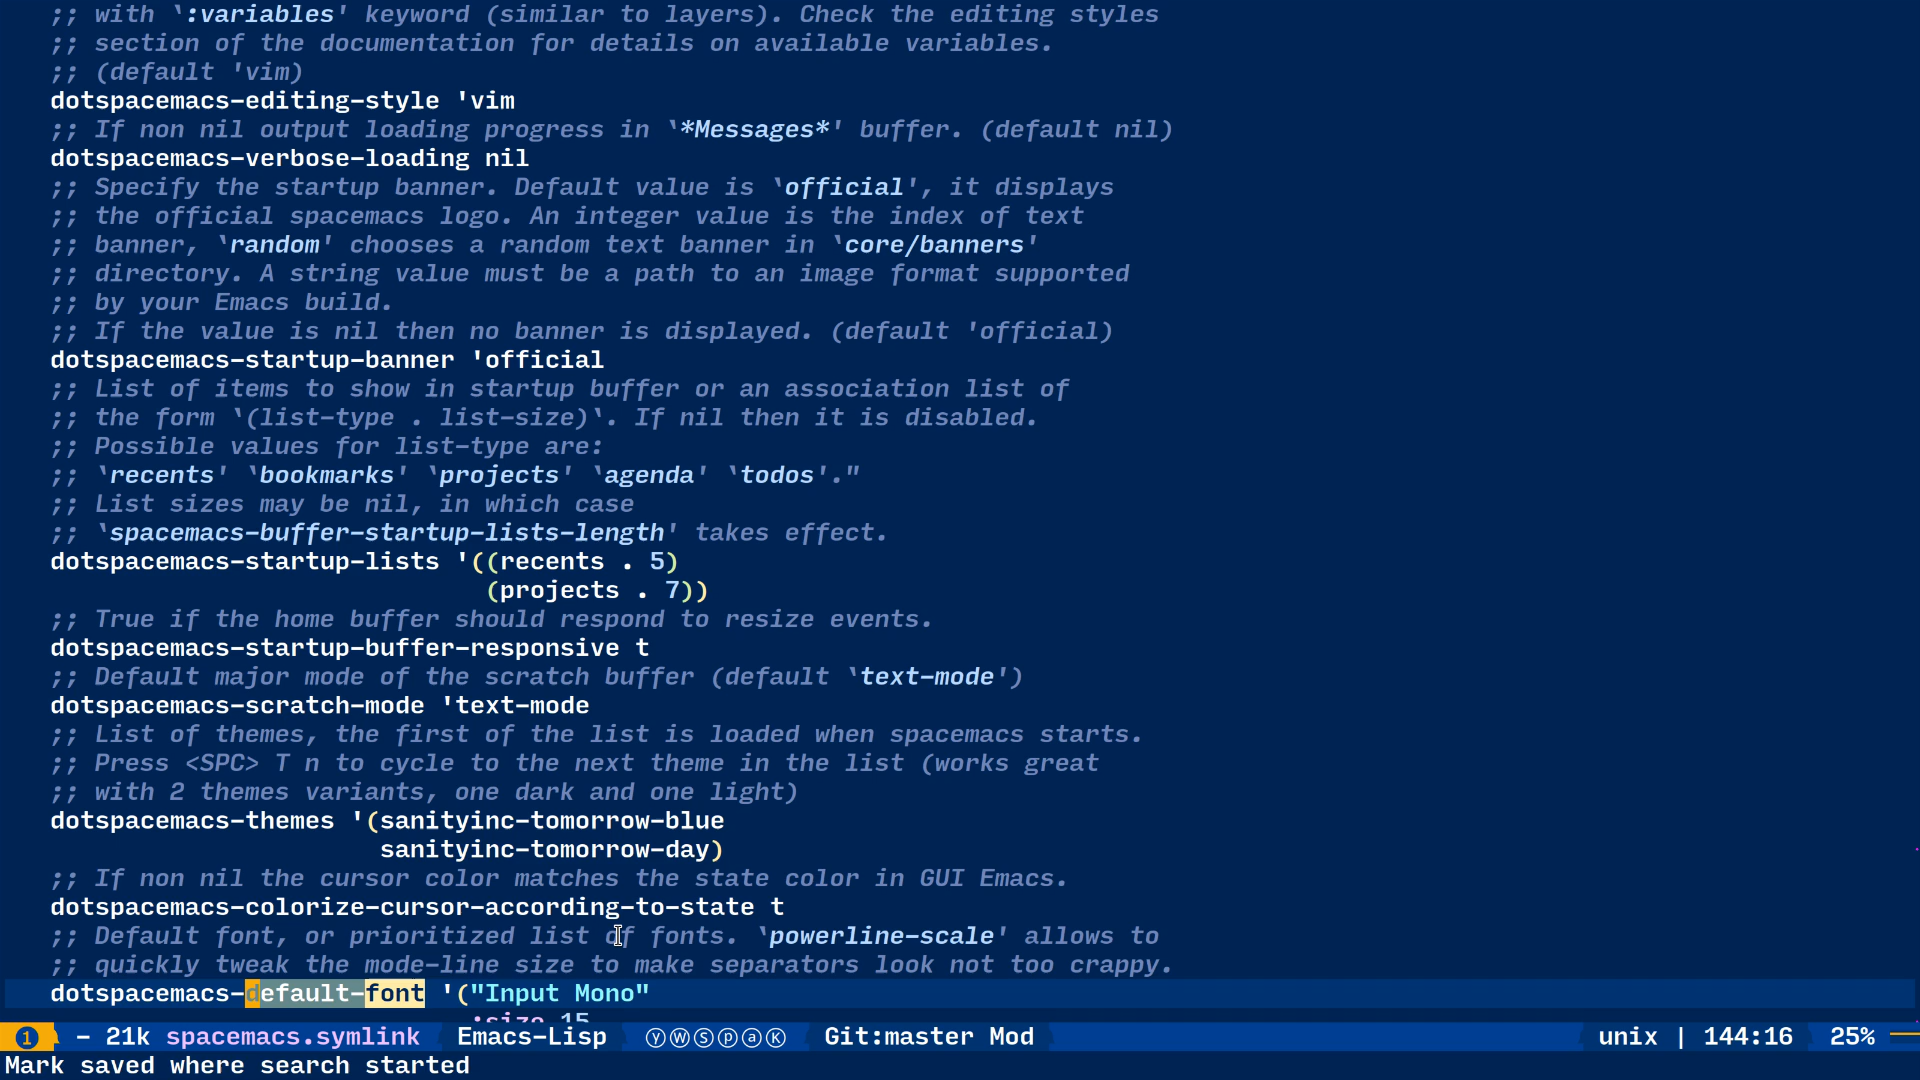 ;; with `:variables' keyword (similar to layers). Check the editing styles
;; section of the documentation for details on available variables.
;; (default 'vim)
dotspacemacs-editing-style 'vim
;; If non nil output loading progress in `*Messages*' buffer. (default nil)
dotspacemacs-verbose-loading nil
;; Specify the startup banner. Default value is `official', it displays
;; the official spacemacs logo. An integer value is the index of text
;; banner, `random' chooses a random text banner in `core/banners'
;; directory. A string value must be a path to an image format supported
;; by your Emacs build.
;; If the value is nil then no banner is displayed. (default 'official)
dotspacemacs-startup-banner 'official
;; List of items to show in startup buffer or an association list of
;; the form `(list-type . list-size)`. If nil then it is disabled.
;; Possible values for list-type are:
;; `recents' `bookmarks' `projects' `agenda' `todos'."
;; List sizes may be nil, in which case
;; `spacemacs-buffer-startup-lists-length' takes effect.
dotspacemacs-startup-lists '((recents . 5)
(projects . 7))
;; True if the home buffer should respond to resize events.
dotspacemacs-startup-buffer-responsive t
;; Default major mode of the scratch buffer (default `text-mode')
dotspacemacs-scratch-mode 'text-mode
;; List of themes, the first of the list is loaded when spacemacs starts.
;; Press <SPC> T n to cycle to the next theme in the list (works great
;; with 2 themes variants, one dark and one light)
dotspacemacs-themes '(sanityinc-tomorrow-blue
sanityinc-tomorrow-day)
;; If non nil the cursor color matches the state color in GUI Emacs.
dotspacemacs-colorize-cursor-according-to-state t
;; Default font, or prioritized list of fonts. `powerline-scale' allows to
;; quickly tweak the mode-line size to make separators look not too crappy.
dotspacemacs-default-font '("Input Mono"
:size 15
① - 21k spacemacs.symlink Emacs-Lisp ⓨⓦⓢⓟⓐⓀ Git:master Mod unix | 144:16 25%
Mark saved where search started